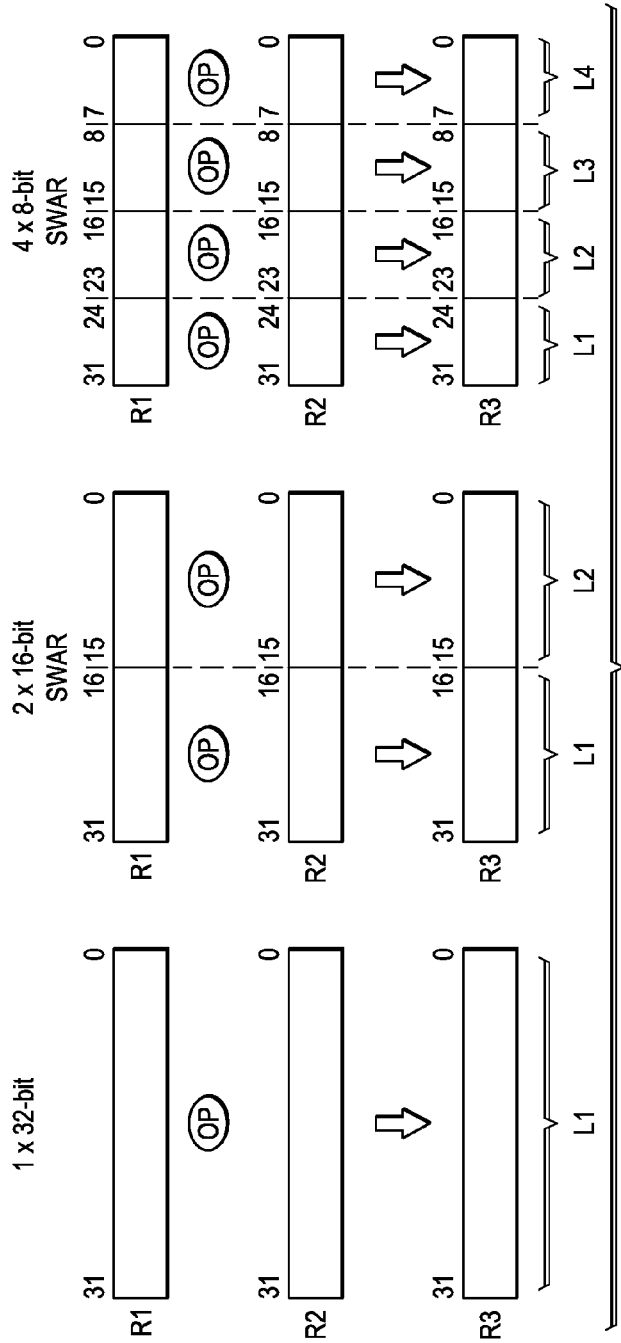 1 x 32-bit
31 0
R1
OP
31 0
R2
31 0
R3
L1
2 x 16-bit
SWAR
31 16 15 0
R1
OP OP
31 16 15 0
R2
31 16 15 0
R3
L1 L2
4 x 8-bit
SWAR
31 24 23 16 15 8 7 0
R1
OP OP OP OP
31 24 23 16 15 8 7 0
R2
31 24 23 16 15 8 7 0
R3
L1 L2 L3 L4